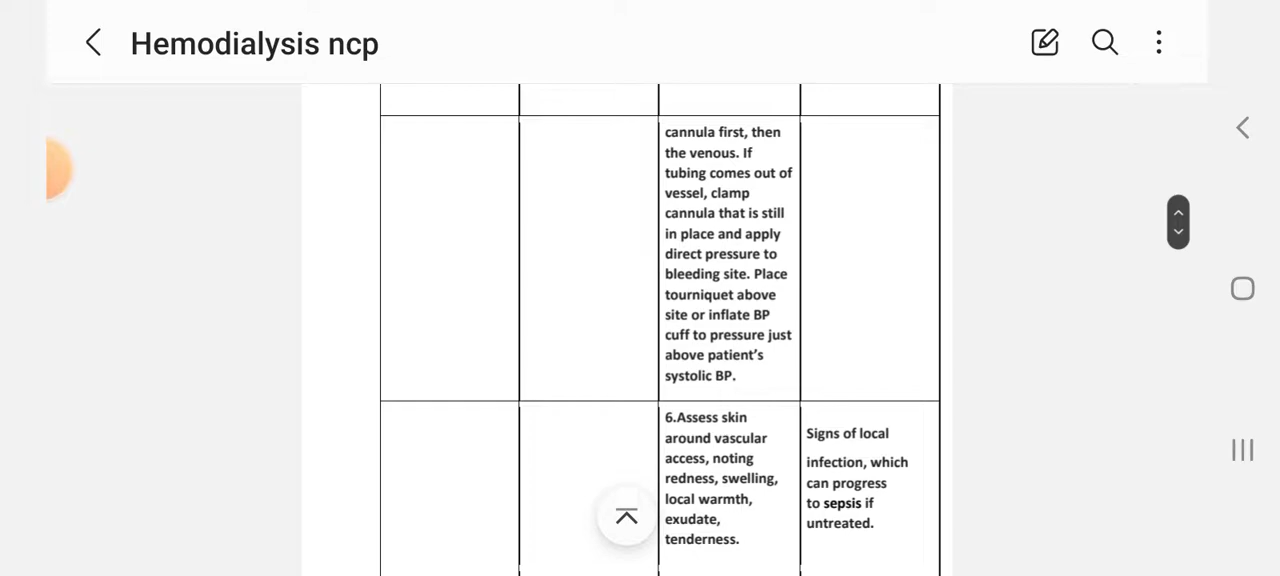 Hemodialysis ncp
cannula first, then
the venous. If
tubing comes out of
vessel, clamp
cannula that is still
in place and apply
direct pressure to
bleeding site. Place
tourniquet above
site or inflate BP
cuff to pressure just
above patient’s
systolic BP.
6.Assess skin
around vascular
access, noting
redness, swelling,
local warmth,
exudate,
tenderness.
Signs of local
infection, which
can progress
to sepsis if
untreated.